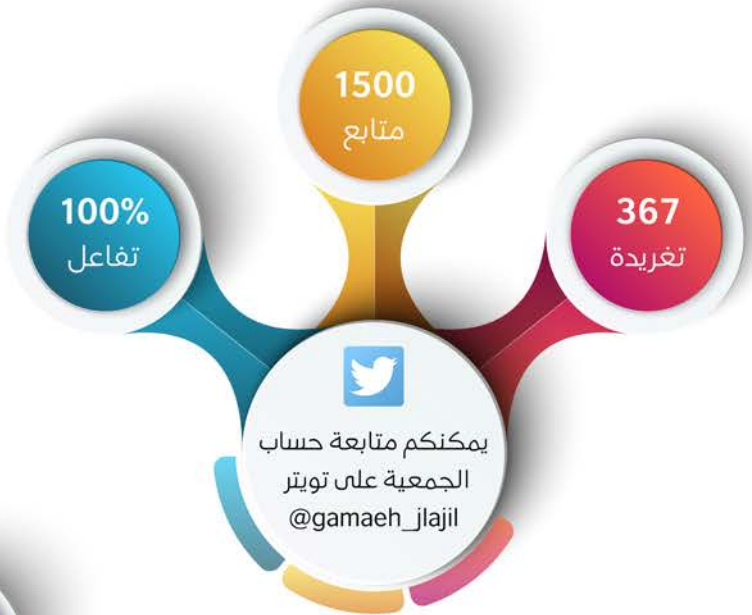 1500
متابع
367
تغريدة
100%
تفاعل
يمكنكم متابعة حساب
الجمعية على تويتر
@gamaeh_jlajil